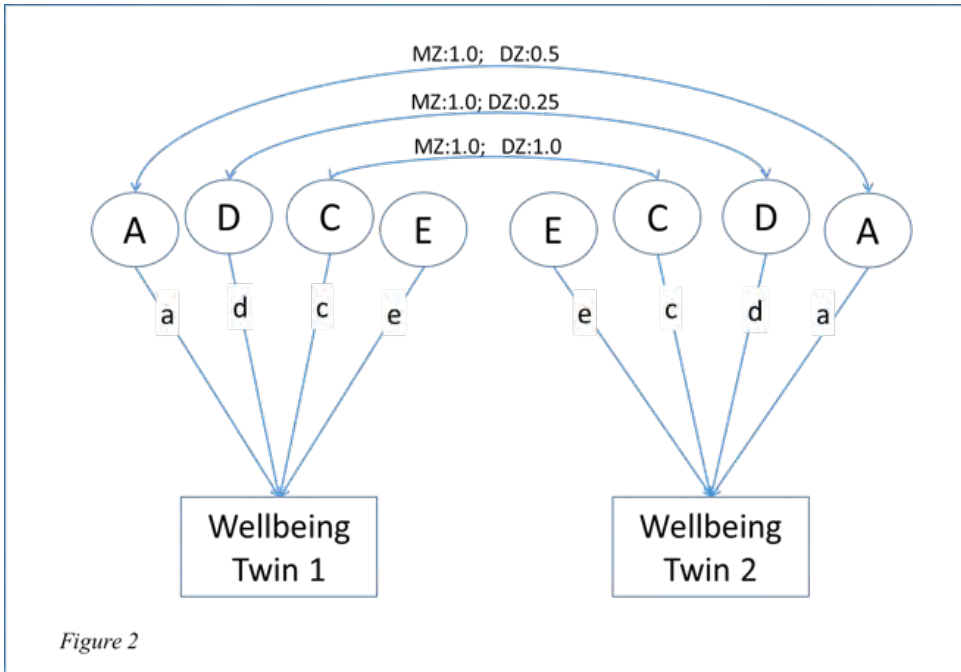 MZ:1.0;   DZ:0.5
MZ:1.0; DZ:0.25
MZ:1.0;   DZ:1.0
A D C E E C D A
a d c e e c d a
Wellbeing Wellbeing
Twin 1 Twin 2
Figure 2